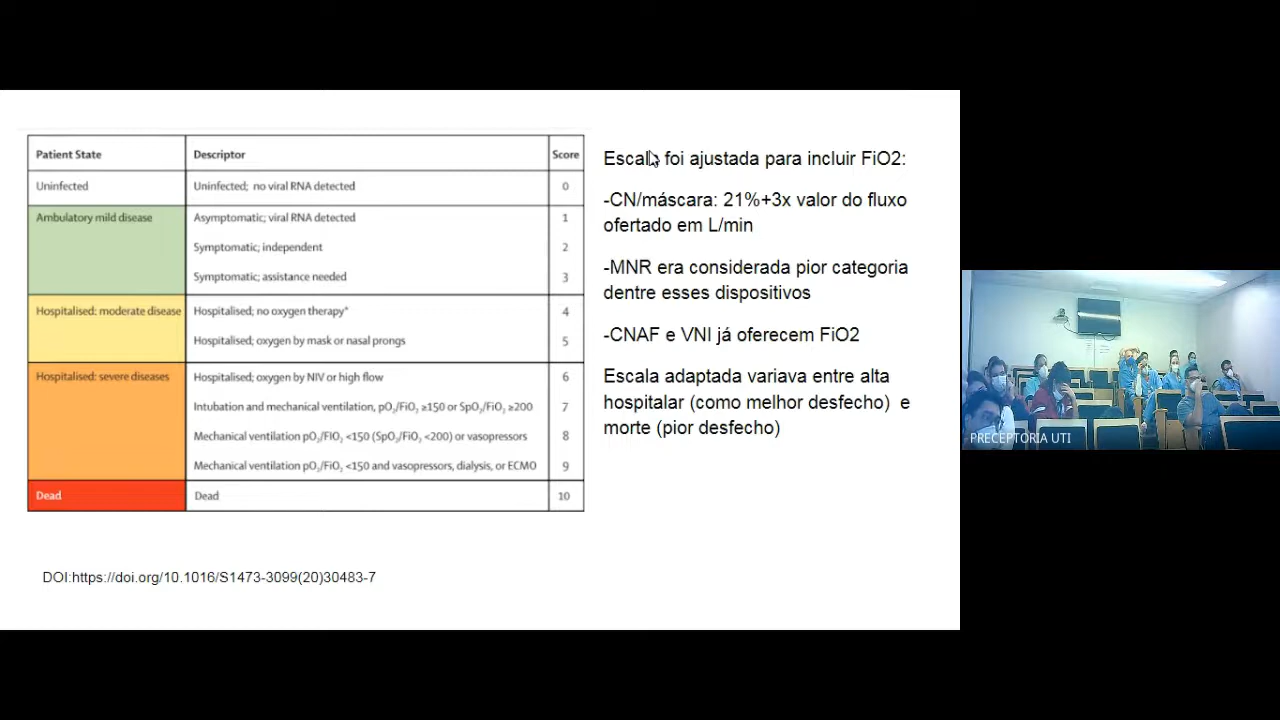 Patient State Descriptor Score
Uninfected Uninfected; no viral RNA detected 0
Ambulatory mild disease Asymptomatic; viral RNA detected 1
Symptomatic; independent 2
Symptomatic; assistance needed 3
Hospitalised: moderate disease Hospitalised; no oxygen therapy* 4
Hospitalised; oxygen by mask or nasal prongs 5
Hospitalised: severe diseases Hospitalised; oxygen by NIV or high flow 6
Intubation and mechanical ventilation, pO₂/FiO₂ ≥150 or SpO₂/FiO₂ ≥200 7
Mechanical ventilation pO₂/FiO₂ <150 (SpO₂/FiO₂ <200) or vasopressors 8
Mechanical ventilation pO₂/FiO₂ <150 and vasopressors, dialysis, or ECMO 9
Dead Dead 10
DOI:https://doi.org/10.1016/S1473-3099(20)30483-7
Escala foi ajustada para incluir FiO2:
-CN/máscara: 21%+3x valor do fluxo
ofertado em L/min
-MNR era considerada pior categoria
dentre esses dispositivos
-CNAF e VNI já oferecem FiO2
Escala adaptada variava entre alta
hospitalar (como melhor desfecho) e
morte (pior desfecho)
PRECEPTORIA UTI